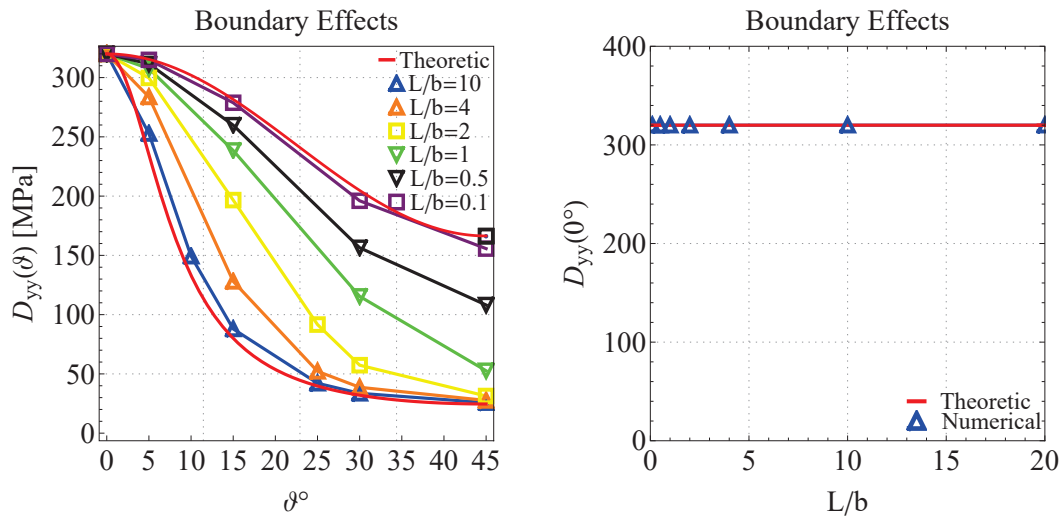 Boundary Effects
D_yy(ϑ) [MPa]
300
250
200
150
100
50
0
0 5 10 15 20 25 30 35 40 45
ϑ°
Theoretic
L/b=10
L/b=4
L/b=2
L/b=1
L/b=0.5
L/b=0.1
Boundary Effects
D_yy(0°)
400
300
200
100
0
0 5 10 15 20
L/b
Theoretic
Numerical